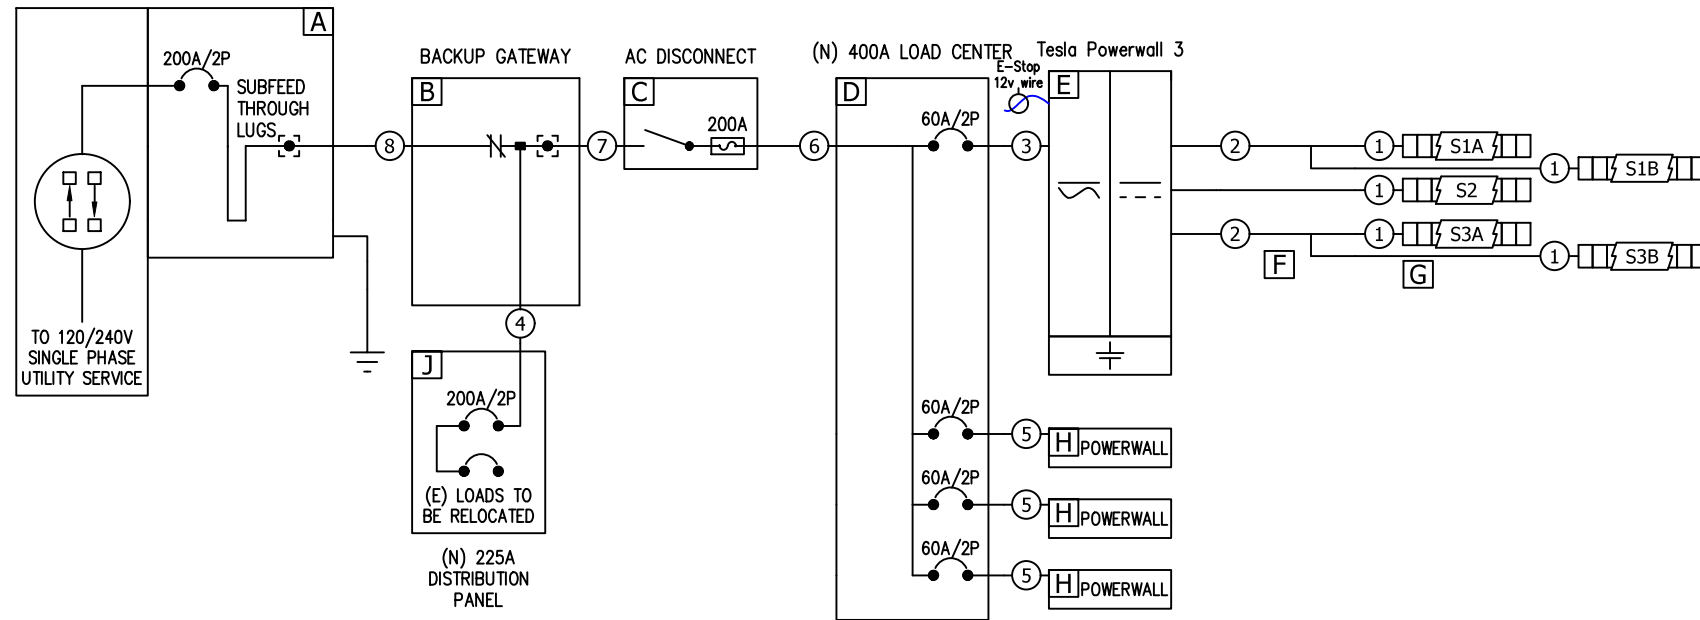 A
200A/2P
SUBFEED
THROUGH
LUGS
TO 120/240V
SINGLE PHASE
UTILITY SERVICE
8
BACKUP GATEWAY
B
4
J
200A/2P
(E) LOADS TO
BE RELOCATED
(N) 225A
DISTRIBUTION
PANEL
7
AC DISCONNECT
C
200A
6
(N) 400A LOAD CENTER
D
60A/2P
60A/2P
60A/2P
60A/2P
E-Stop
12v wire
3
5
5
5
Tesla Powerwall 3
E
H POWERWALL
H POWERWALL
H POWERWALL
2
1
S1A
1
S1B
1
S2
2
1
S3A
1
S3B
F
G